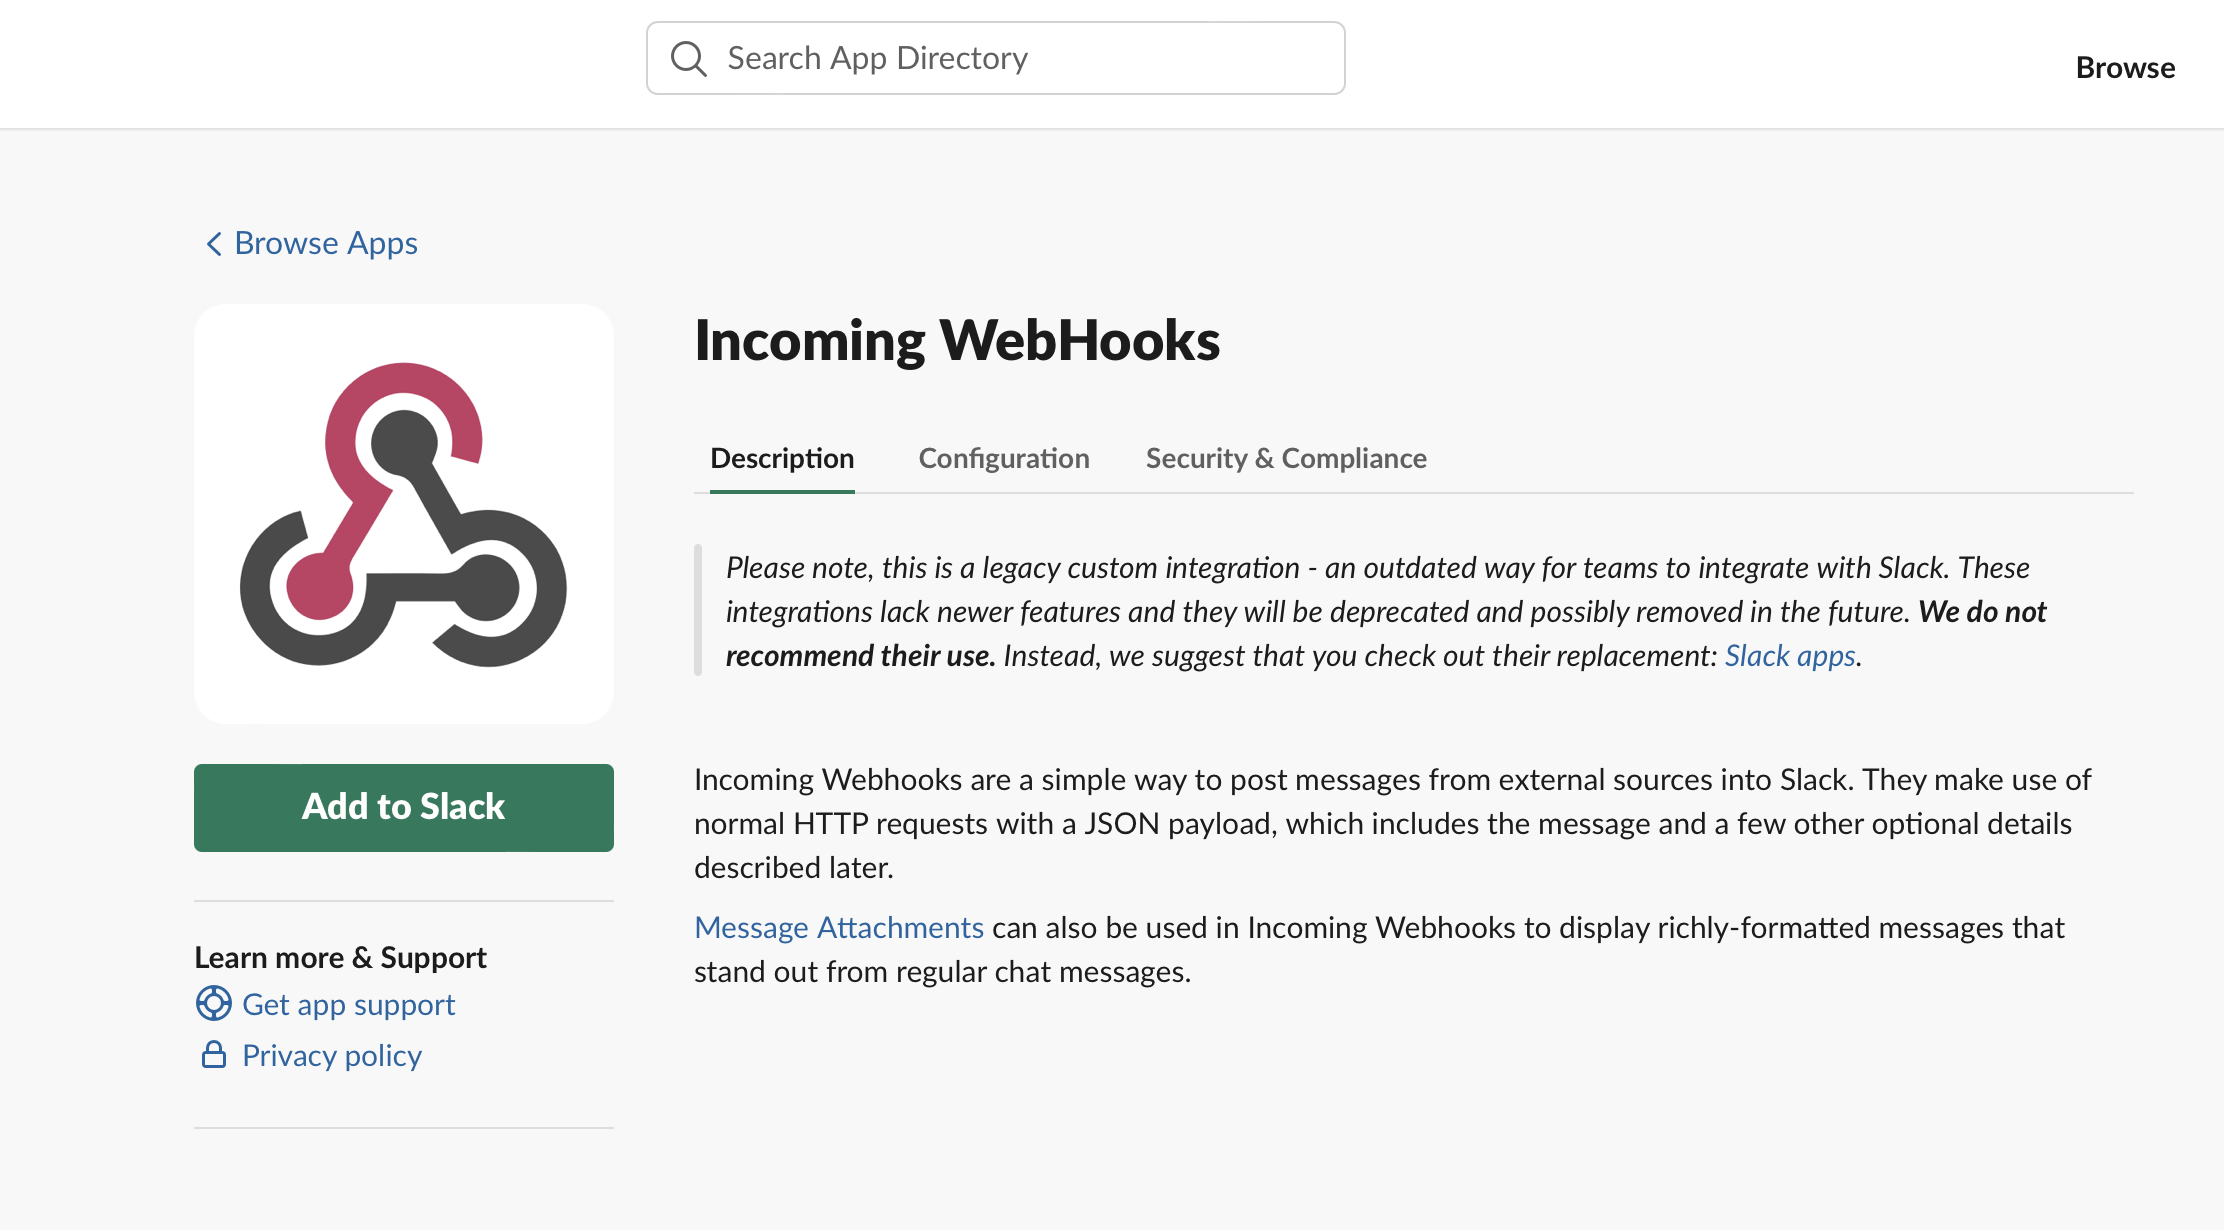 Search App Directory
Browse
Browse Apps
Incoming WebHooks
Description Configuration Security & Compliance
Please note, this is a legacy custom integration - an outdated way for teams to integrate with Slack. These
integrations lack newer features and they will be deprecated and possibly removed in the future. We do not
recommend their use. Instead, we suggest that you check out their replacement: Slack apps.
Add to Slack
Incoming Webhooks are a simple way to post messages from external sources into Slack. They make use of
normal HTTP requests with a JSON payload, which includes the message and a few other optional details
described later.
Message Attachments can also be used in Incoming Webhooks to display richly-formatted messages that
stand out from regular chat messages.
Learn more & Support
Get app support
Privacy policy